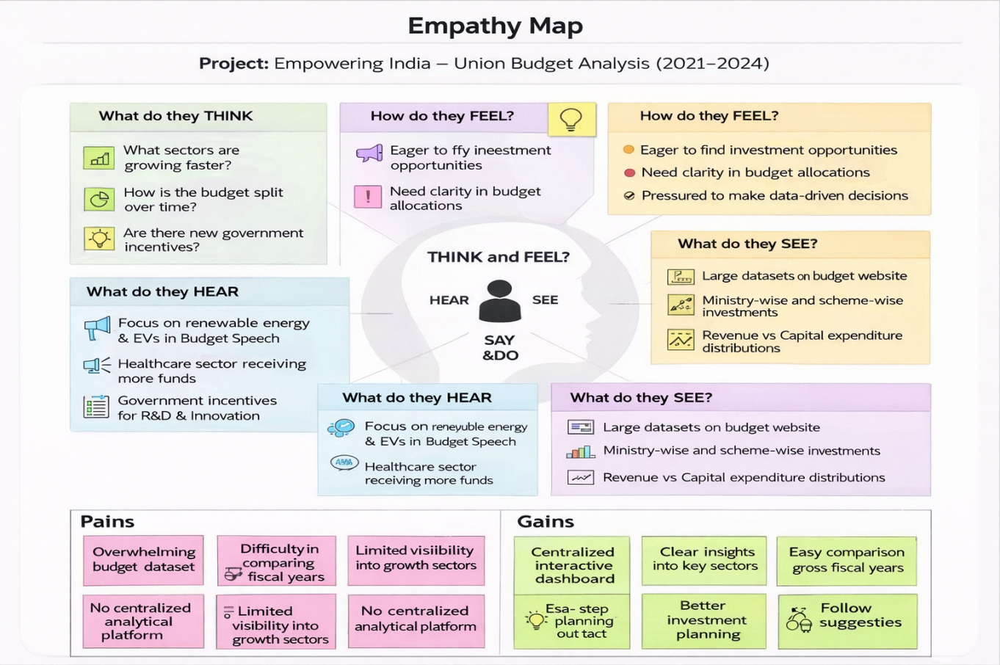 Empathy Map
Project: Empowering India – Union Budget Analysis (2021–2024)
What do they THINK
What sectors are
growing faster?
How is the budget split
over time?
Are there new government
incentives?
How do they FEEL?
Eager to ffy ineestment
opportunities
Need clarity in budget
allocations
How do they FEEL?
Eager to find investment opportunities
Need clarity in budget allocations
Pressured to make data-driven decisions
What do they HEAR
Focus on renewable energy
& EVs in Budget Speech
Healthcare sector receiving
more funds
Government incentives
for R&D & Innovation
THINK and FEEL?
HEAR
SEE
SAY
&DO
What do they SEE?
Large datasets on budget website
Ministry-wise and scheme-wise
investments
Revenue vs Capital expenditure
distributions
What do they HEAR
Focus on reneyuble energy
& EVs in Budget Speech
Healthcare sector
receiving more funds
What do they SEE?
Large datasets on budget website
Ministry-wise and scheme-wise investments
Revenue vs Capital expenditure distributions
Pains
Overwhelming
budget dataset
Difficulty in
comparing
fiscal years
Limited visiibility
into growth sectors
No centralized
analytical
platform
Limited
visibility into
growth sectors
No centralized
analytical platform
Gains
Centralized
interactive
dashboard
Clear insights
into key sectors
Easy comparison
gross fiscal years
Esa- step
planning
out tact
Better
investment
planning
Follow
suggesties